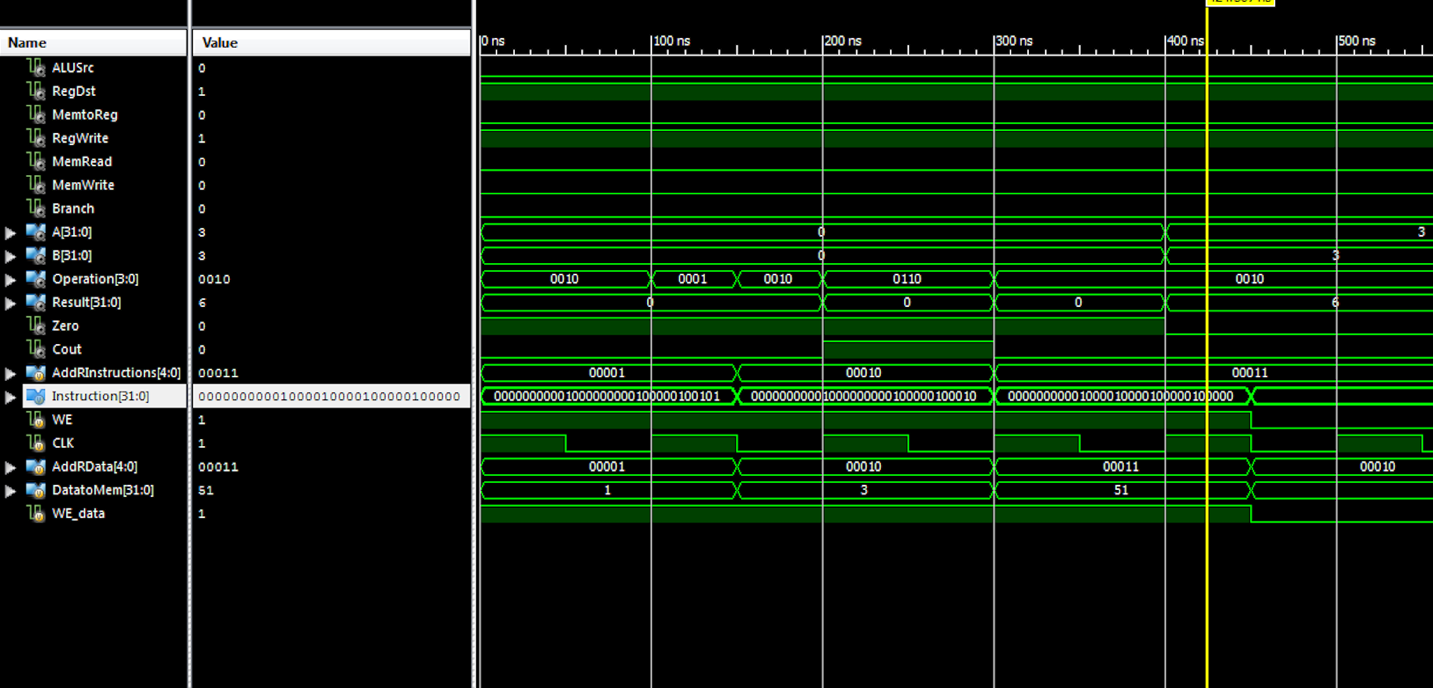 Name Value 0 ns 100 ns 200 ns 300 ns 400 ns 500 ns
ALUSrc 0
RegDst 1
MemtoReg 0
RegWrite 1
MemRead 0
MemWrite 0
Branch 0
A[31:0] 3 0 3
B[31:0] 3 0 3
Operation[3:0] 0010 0010 0001 0010 0110 0010
Result[31:0] 6 0 0 0 6
Zero 0
Cout 0
AddRInstructions[4:0] 00011 00001 00010 00011
Instruction[31:0] 00000000001000010000100000100000 00000000001000000000100000100101 00000000001000000000100000100010 00000000001000010000100000100000
WE 1
CLK 1
AddRData[4:0] 00011 00001 00010 00011 00010
DatatoMem[31:0] 51 1 3 51
WE_data 1